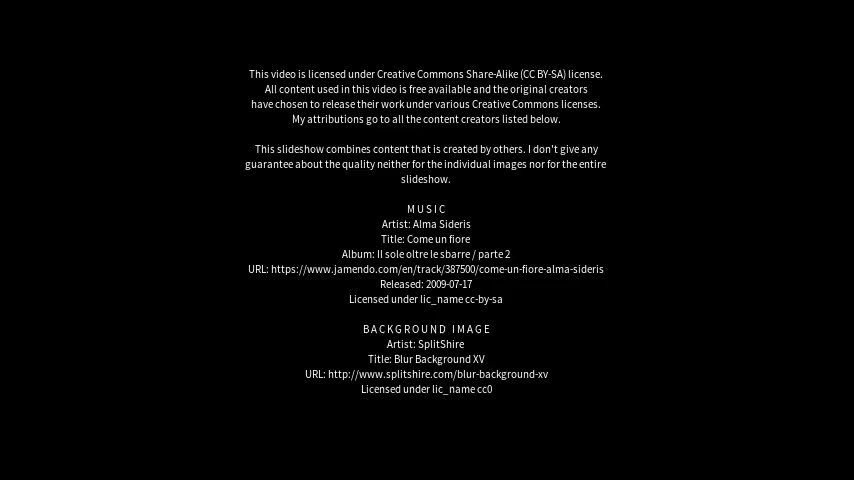 This video is licensed under Creative Commons Share-Alike (CC BY-SA) license.
All content used in this video is free available and the original creators
have chosen to release their work under various Creative Commons licenses.
My attributions go to all the content creators listed below.
This slideshow combines content that is created by others. I don't give any
guarantee about the quality neither for the individual images nor for the entire
slideshow.
MUSIC
Artist: Alma Sideris
Title: Come un fiore
Album: Il sole oltre le sbarre / parte 2
URL: https://www.jamendo.com/en/track/387500/come-un-fiore-alma-sideris
Released: 2009-07-17
Licensed under lic_name cc-by-sa
BACKGROUND IMAGE
Artist: SplitShire
Title: Blur Background XV
URL: http://www.splitshire.com/blur-background-xv
Licensed under lic_name cc0